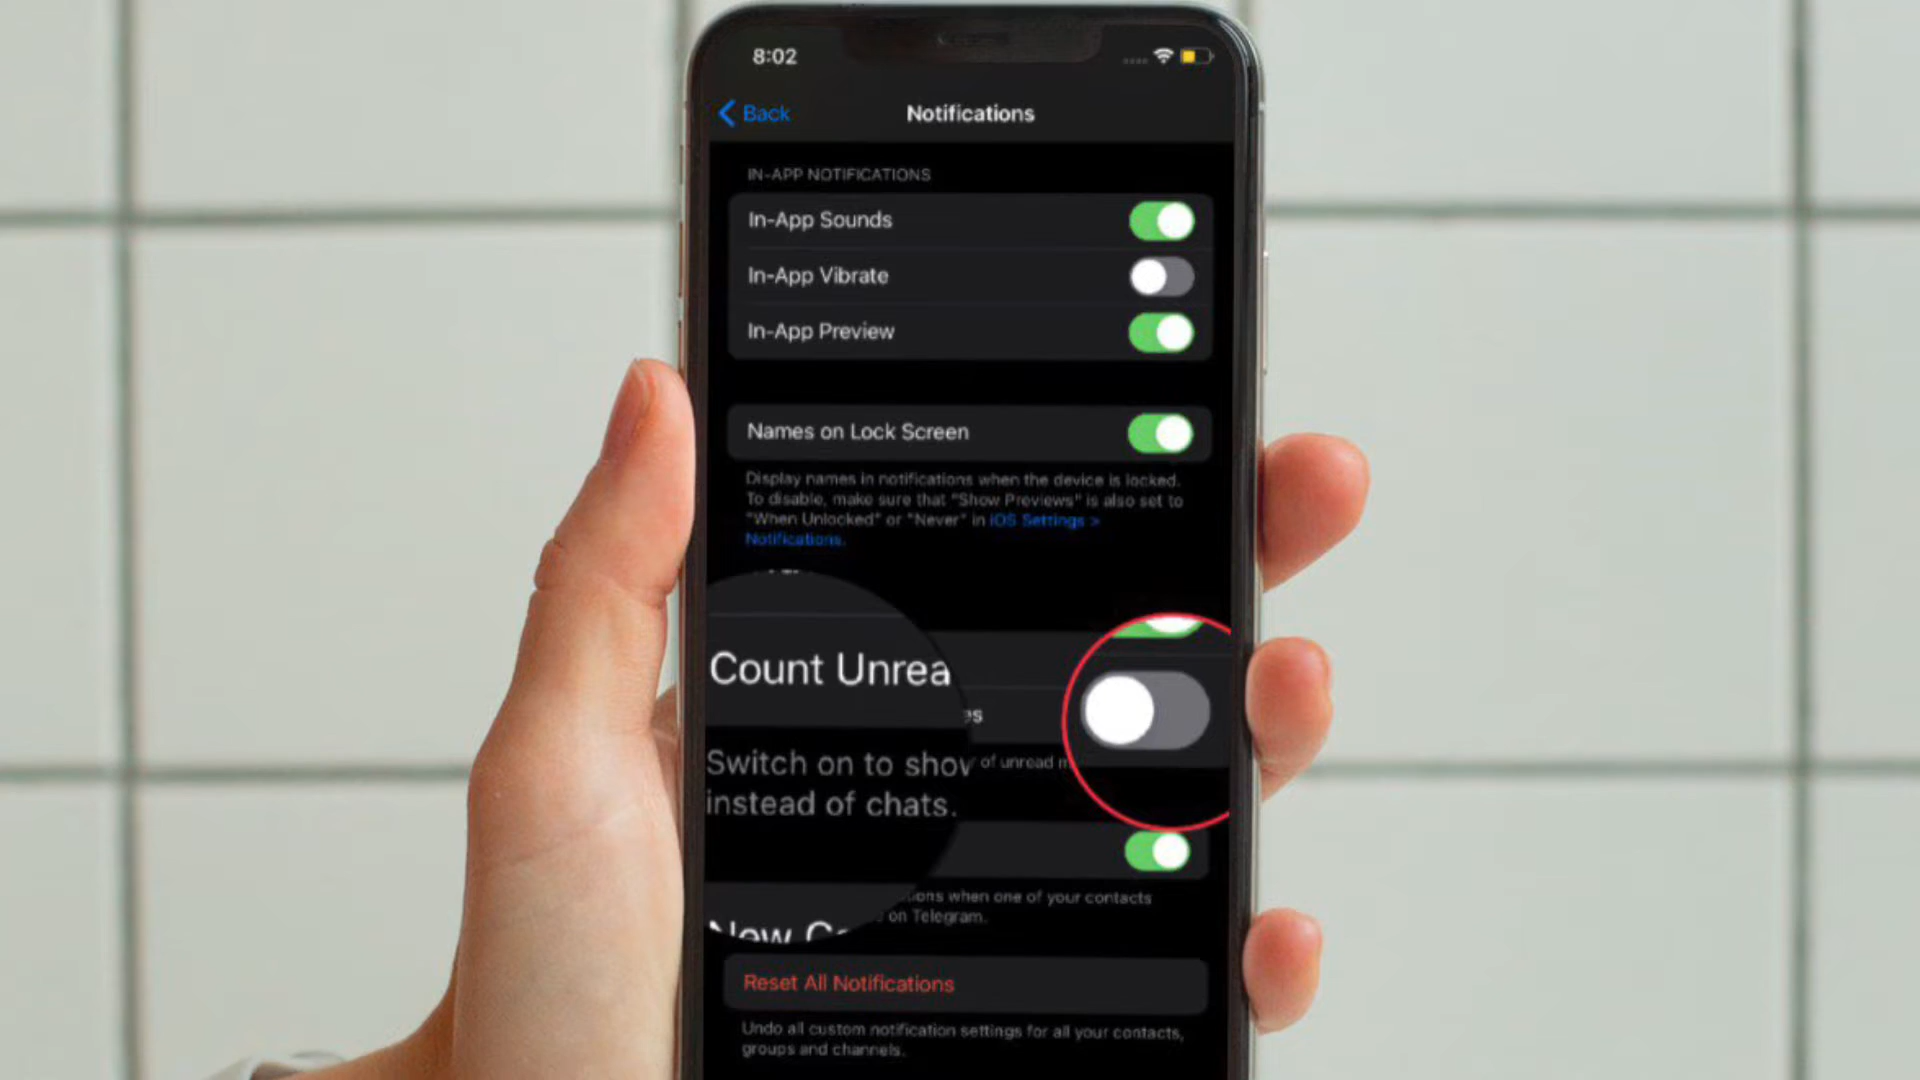 8:02
Back
Notifications
IN-APP NOTIFICATIONS
In-App Sounds
In-App Vibrate
In-App Preview
Names on Lock Screen
Display names in notifications when the device is locked.
To disable, make sure that "Show Previews" is also set to
"When Unlocked" or "Never" in iOS Settings >
Notifications.
Count Unrea
es
Switch on to show of unread m
instead of chats.
ions when one of your contacts
on Telegram.
New
Reset All Notifications
Undo all custom notification settings for all your contacts,
groups and channels.